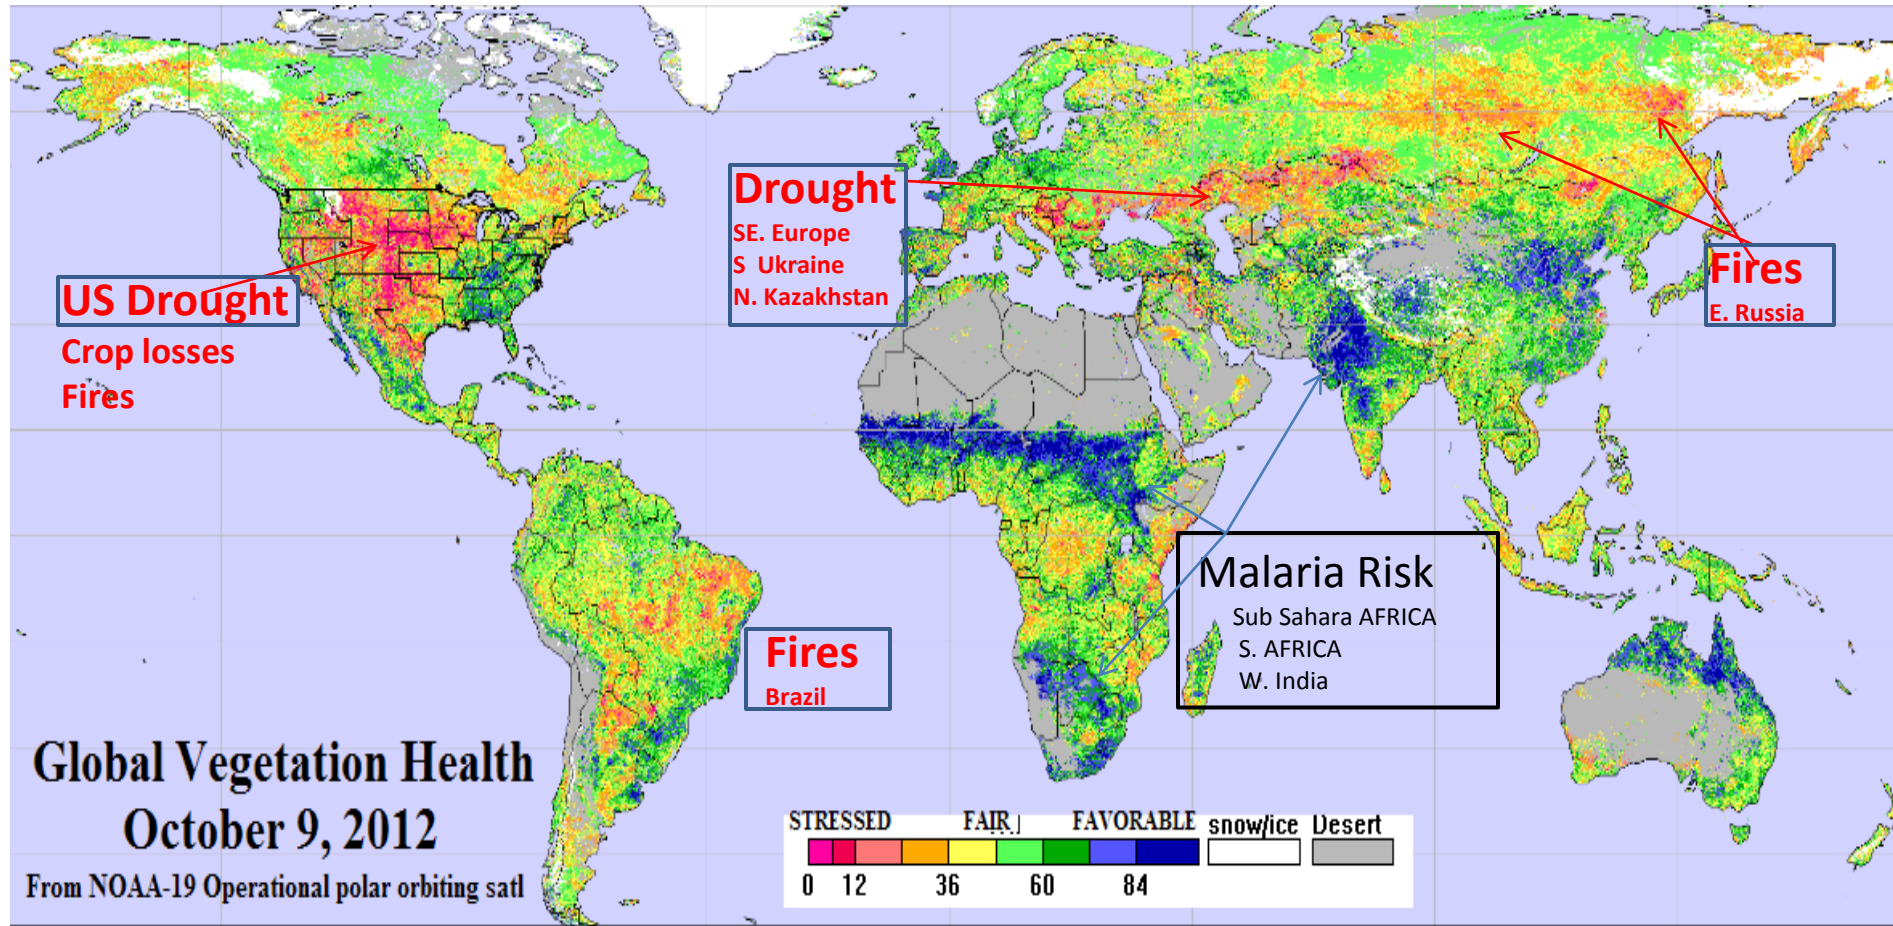 Drought
SE. Europe
S Ukraine
N. Kazakhstan
Fires
E. Russia
US Drought
Crop losses
Fires
Malaria Risk
Sub Sahara AFRICA
S. AFRICA
W. India
Fires
Brazil
Global Vegetation Health
October 9, 2012
From NOAA-19 Operational polar orbiting satl
STRESSED FAIR FAVORABLE snow/ice Desert
0 12 36 60 84